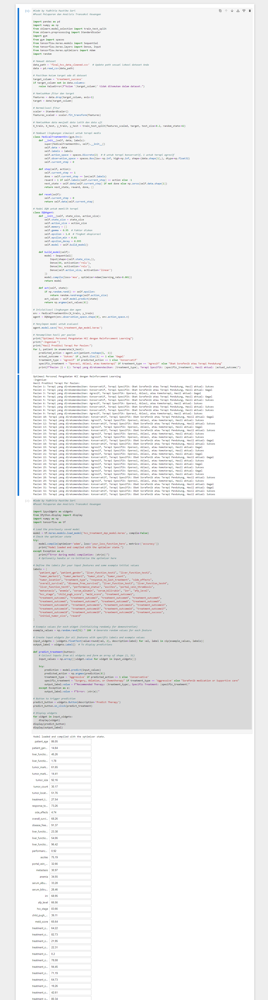 [1]: #Code by Yudhitia Mustika Sari
#Pusat Pelaporan dan Analisis Transaksi Keuangan
import pandas as pd
import numpy as np
from sklearn.model_selection import train_test_split
from sklearn.preprocessing import StandardScaler
import gym
from gym import spaces
from tensorflow.keras.models import Sequential
from tensorflow.keras.layers import Dense, Input
from tensorflow.keras.optimizers import Adam
import random
# Memuat dataset
data_path = 'final_hcc_data_cleaned.csv'  # Update path sesuai lokasi dataset Anda
data = pd.read_csv(data_path)
# Pastikan kolom target ada di dataset
target_column = 'treatment_success'
if target_column not in data.columns:
    raise ValueError(f"Kolom '{target_column}' tidak ditemukan dalam dataset.")
# Memisahkan fitur dan target
features = data.drop(target_column, axis=1)
target = data[target_column]
# Normalisasi fitur
scaler = StandardScaler()
features_scaled = scaler.fit_transform(features)
# Memisahkan data menjadi data latih dan data uji
X_train, X_test, y_train, y_test = train_test_split(features_scaled, target, test_size=0.2, random_state=42)
# Membuat lingkungan simulasi untuk terapi medis
class MedicalTreatmentEnv(gym.Env):
    def __init__(self, data, labels):
        super(MedicalTreatmentEnv, self).__init__()
        self.data = data
        self.labels = labels
        self.action_space = spaces.Discrete(2)  # 0 untuk terapi konservatif, 1 untuk terapi agresif
        self.observation_space = spaces.Box(low=-np.inf, high=np.inf, shape=(data.shape[1],), dtype=np.float32)
        self.current_step = 0
    def step(self, action):
        self.current_step += 1
        done = self.current_step == len(self.labels)
        reward = 1 if self.labels[self.current_step] == action else -1
        next_state = self.data[self.current_step] if not done else np.zeros(self.data.shape[1])
        return next_state, reward, done, {}
    def reset(self):
        self.current_step = 0
        return self.data[self.current_step]
# Model DQN untuk memilih terapi
class DQNAgent:
    def __init__(self, state_size, action_size):
        self.state_size = state_size
        self.action_size = action_size
        self.memory = []
        self.gamma = 0.95  # Faktor diskon
        self.epsilon = 1.0  # Tingkat eksplorasi
        self.epsilon_min = 0.01
        self.epsilon_decay = 0.995
        self.model = self.build_model()
    def build_model(self):
        model = Sequential([
            Input(shape=(self.state_size,)),
            Dense(64, activation='relu'),
            Dense(64, activation='relu'),
            Dense(self.action_size, activation='linear')
        ])
        model.compile(loss='mse', optimizer=Adam(learning_rate=0.001))
        return model
    def act(self, state):
        if np.random.rand() <= self.epsilon:
            return random.randrange(self.action_size)
        act_values = self.model.predict(state)
        return np.argmax(act_values[0])
# Inisialisasi lingkungan dan agen
env = MedicalTreatmentEnv(X_train, y_train)
agent = DQNAgent(env.observation_space.shape[0], env.action_space.n)
# Menyimpan model untuk evaluasi
agent.model.save('hcc_treatment_dqn_model.keras')
# Menampilkan hasil per pasien
print("Optimasi Personal Pengobatan HCC dengan Reinforcement Learning")
print("-Ingenium-")
print("Hasil Prediksi Terapi Per Pasien:")
for i, patient in enumerate(X_test):
    predicted_action = agent.act(patient.reshape(1, -1))
    actual_outcome = 'Sukses' if y_test.iloc[i] == 1 else 'Gagal'
    treatment_type = 'Agresif' if predicted_action == 1 else 'Konservatif'
    specific_treatment = "Operasi, Ablasi, atau Kemoterapi" if treatment_type == 'Agresif' else "Obat Sorafenib atau Terapi Pendukung"
    print(f"Pasien {i + 1}: Terapi yang direkomendasikan: {treatment_type}, Terapi Spesifik: {specific_treatment}, Hasil aktual: {actual_outcome}")
Optimasi Personal Pengobatan HCC dengan Reinforcement Learning
-Ingenium-
Hasil Prediksi Terapi Per Pasien:
Pasien 1: Terapi yang direkomendasikan: Konservatif, Terapi Spesifik: Obat Sorafenib atau Terapi Pendukung, Hasil aktual: Sukses
Pasien 2: Terapi yang direkomendasikan: Konservatif, Terapi Spesifik: Obat Sorafenib atau Terapi Pendukung, Hasil aktual: Gagal
Pasien 3: Terapi yang direkomendasikan: Agresif, Terapi Spesifik: Operasi, Ablasi, atau Kemoterapi, Hasil aktual: Gagal
Pasien 4: Terapi yang direkomendasikan: Konservatif, Terapi Spesifik: Obat Sorafenib atau Terapi Pendukung, Hasil aktual: Gagal
Pasien 5: Terapi yang direkomendasikan: Konservatif, Terapi Spesifik: Obat Sorafenib atau Terapi Pendukung, Hasil aktual: Sukses
Pasien 6: Terapi yang direkomendasikan: Agresif, Terapi Spesifik: Operasi, Ablasi, atau Kemoterapi, Hasil aktual: Sukses
Pasien 7: Terapi yang direkomendasikan: Konservatif, Terapi Spesifik: Obat Sorafenib atau Terapi Pendukung, Hasil aktual: Sukses
Pasien 8: Terapi yang direkomendasikan: Konservatif, Terapi Spesifik: Obat Sorafenib atau Terapi Pendukung, Hasil aktual: Sukses
Pasien 9: Terapi yang direkomendasikan: Agresif, Terapi Spesifik: Operasi, Ablasi, atau Kemoterapi, Hasil aktual: Sukses
Pasien 10: Terapi yang direkomendasikan: Konservatif, Terapi Spesifik: Obat Sorafenib atau Terapi Pendukung, Hasil aktual: Gagal
Pasien 11: Terapi yang direkomendasikan: Agresif, Terapi Spesifik: Operasi, Ablasi, atau Kemoterapi, Hasil aktual: Sukses
Pasien 12: Terapi yang direkomendasikan: Konservatif, Terapi Spesifik: Obat Sorafenib atau Terapi Pendukung, Hasil aktual: Sukses
Pasien 13: Terapi yang direkomendasikan: Agresif, Terapi Spesifik: Operasi, Ablasi, atau Kemoterapi, Hasil aktual: Gagal
Pasien 14: Terapi yang direkomendasikan: Konservatif, Terapi Spesifik: Obat Sorafenib atau Terapi Pendukung, Hasil aktual: Sukses
Pasien 15: Terapi yang direkomendasikan: Agresif, Terapi Spesifik: Operasi, Ablasi, atau Kemoterapi, Hasil aktual: Sukses
Pasien 16: Terapi yang direkomendasikan: Agresif, Terapi Spesifik: Operasi, Ablasi, atau Kemoterapi, Hasil aktual: Sukses
Pasien 17: Terapi yang direkomendasikan: Konservatif, Terapi Spesifik: Obat Sorafenib atau Terapi Pendukung, Hasil aktual: Gagal
Pasien 18: Terapi yang direkomendasikan: Konservatif, Terapi Spesifik: Obat Sorafenib atau Terapi Pendukung, Hasil aktual: Sukses
Pasien 19: Terapi yang direkomendasikan: Agresif, Terapi Spesifik: Operasi, Ablasi, atau Kemoterapi, Hasil aktual: Gagal
Pasien 20: Terapi yang direkomendasikan: Agresif, Terapi Spesifik: Operasi, Ablasi, atau Kemoterapi, Hasil aktual: Sukses
Pasien 21: Terapi yang direkomendasikan: Agresif, Terapi Spesifik: Operasi, Ablasi, atau Kemoterapi, Hasil aktual: Gagal
Pasien 22: Terapi yang direkomendasikan: Konservatif, Terapi Spesifik: Obat Sorafenib atau Terapi Pendukung, Hasil aktual: Gagal
Pasien 23: Terapi yang direkomendasikan: Agresif, Terapi Spesifik: Operasi, Ablasi, atau Kemoterapi, Hasil aktual: Sukses
Pasien 24: Terapi yang direkomendasikan: Agresif, Terapi Spesifik: Operasi, Ablasi, atau Kemoterapi, Hasil aktual: Gagal
Pasien 25: Terapi yang direkomendasikan: Agresif, Terapi Spesifik: Operasi, Ablasi, atau Kemoterapi, Hasil aktual: Sukses
Pasien 26: Terapi yang direkomendasikan: Agresif, Terapi Spesifik: Operasi, Ablasi, atau Kemoterapi, Hasil aktual: Gagal
Pasien 27: Terapi yang direkomendasikan: Agresif, Terapi Spesifik: Operasi, Ablasi, atau Kemoterapi, Hasil aktual: Sukses
Pasien 28: Terapi yang direkomendasikan: Konservatif, Terapi Spesifik: Obat Sorafenib atau Terapi Pendukung, Hasil aktual: Sukses
Pasien 29: Terapi yang direkomendasikan: Agresif, Terapi Spesifik: Operasi, Ablasi, atau Kemoterapi, Hasil aktual: Sukses
Pasien 30: Terapi yang direkomendasikan: Konservatif, Terapi Spesifik: Obat Sorafenib atau Terapi Pendukung, Hasil aktual: Gagal
Pasien 31: Terapi yang direkomendasikan: Konservatif, Terapi Spesifik: Obat Sorafenib atau Terapi Pendukung, Hasil aktual: Gagal
Pasien 32: Terapi yang direkomendasikan: Konservatif, Terapi Spesifik: Obat Sorafenib atau Terapi Pendukung, Hasil aktual: Sukses
Pasien 33: Terapi yang direkomendasikan: Konservatif, Terapi Spesifik: Obat Sorafenib atau Terapi Pendukung, Hasil aktual: Sukses
[2]: #Code by Yudhitia Mustika Sari
#Pusat Pelaporan dan Analisis Transaksi Keuangan
import ipywidgets as widgets
from IPython.display import display
import numpy as np
import tensorflow as tf
# Load the previously saved model
model = tf.keras.models.load_model('hcc_treatment_dqn_model.keras', compile=False)
# Check the optimizer state
try:
    model.compile(optimizer='adam', loss='your_loss_function_here', metrics=['accuracy'])
    print("Model loaded and compiled with the optimizer state.")
except Exception as e:
    print(f"Error during model compilation: {str(e)}")
    # Optionally handle or re-initialize the optimizer here
# Define the labels for your input features and some example initial values
labels = [
    "patient_age", "patient_gender", "liver_function_test1", "liver_function_test2",
    "tumor_marker1", "tumor_marker2", "tumor_size", "tumor_count",
    "tumor_location", "treatment_type", "response_to_last_treatment", "side_effects",
    "overall_survival", "disease_free_survival", "liver_function_test3", "liver_function_test4",
    "liver_function_test5", "performance_status", "ascites", "portal_vein_thrombosis",
    "metastasis", "anemia", "serum_albumin", "serum_bilirubin", "inr", "afp_level",
    "hcc_stage", "child_pugh_score", "meld_score", "treatment_outcome1",
    "treatment_outcome2", "treatment_outcome3", "treatment_outcome4", "treatment_outcome5",
    "treatment_outcome6", "treatment_outcome7", "treatment_outcome8", "treatment_outcome9",
    "treatment_outcome10", "treatment_outcome11", "treatment_outcome12", "treatment_outcome13",
    "treatment_outcome14", "treatment_outcome15", "treatment_outcome16", "treatment_outcome17",
    "treatment_outcome18", "treatment_outcome19", "treatment_outcome20", "treatment_success",
    "initial_tumor_size", "reward"
]
# Example values for each widget (initializing randomly for demonstration)
example_values = np.random.rand(51) * 100  # Generate random values for each feature
# Create input widgets for all features with specific labels and example values
input_widgets = [widgets.FloatText(value=round(val, 2), description=label) for val, label in zip(example_values, labels)]
output_label = widgets.Label()  # To display predictions
def predict_treatment(button):
    # Collect inputs from all widgets and form an array of shape (1, 51)
    input_values = np.array([[widget.value for widget in input_widgets]])
    try:
        prediction = model.predict(input_values)
        predicted_action = np.argmax(prediction[0])
        treatment_type = 'Aggressive' if predicted_action == 1 else 'Conservative'
        specific_treatment = "Surgery, Ablation, or Chemotherapy" if treatment_type == 'Aggressive' else "Sorafenib medication or Supportive care"
        output_label.value = f"Recommended Therapy: {treatment_type}, Specific Treatment: {specific_treatment}"
    except Exception as e:
        output_label.value = f"Error: {str(e)}"
# Button to trigger prediction
predict_button = widgets.Button(description='Predict Therapy')
predict_button.on_click(predict_treatment)
# Display widgets
for widget in input_widgets:
    display(widget)
display(predict_button)
display(output_label)
Model loaded and compiled with the optimizer state.
patient_age 86,05
patient_gen... 14,84
liver_functio... 45,26
liver_functio... 1,78
tumor_mark... 61,65
tumor_mark... 14,41
tumor_size 92,16
tumor_count 30,17
tumor_locat... 51,76
treatment_t... 27,54
response_to... 73,26
side_effects 4,74
overall_survi... 68,26
disease_free... 91,37
liver_functio... 23,38
liver_functio... 54,06
liver_functio... 96,42
performanc... 0,92
ascites 75,19
portal_vein_... 32,66
metastasis 30,97
anemia 34,55
serum_albu... 33,28
serum_biliru... 28,46
inr 68,95
afp_level 66,56
hcc_stage 83,66
child_pugh_... 39,11
meld_score 65,64
treatment_o... 64,22
treatment_o... 82,73
treatment_o... 21,95
treatment_o... 22,31
treatment_o... 0,2
treatment_o... 78,08
treatment_o... 94,45
treatment_o... 71,19
treatment_o... 64,73
treatment_o... 19,26
treatment_o... 42,61
treatment_o... 80,34